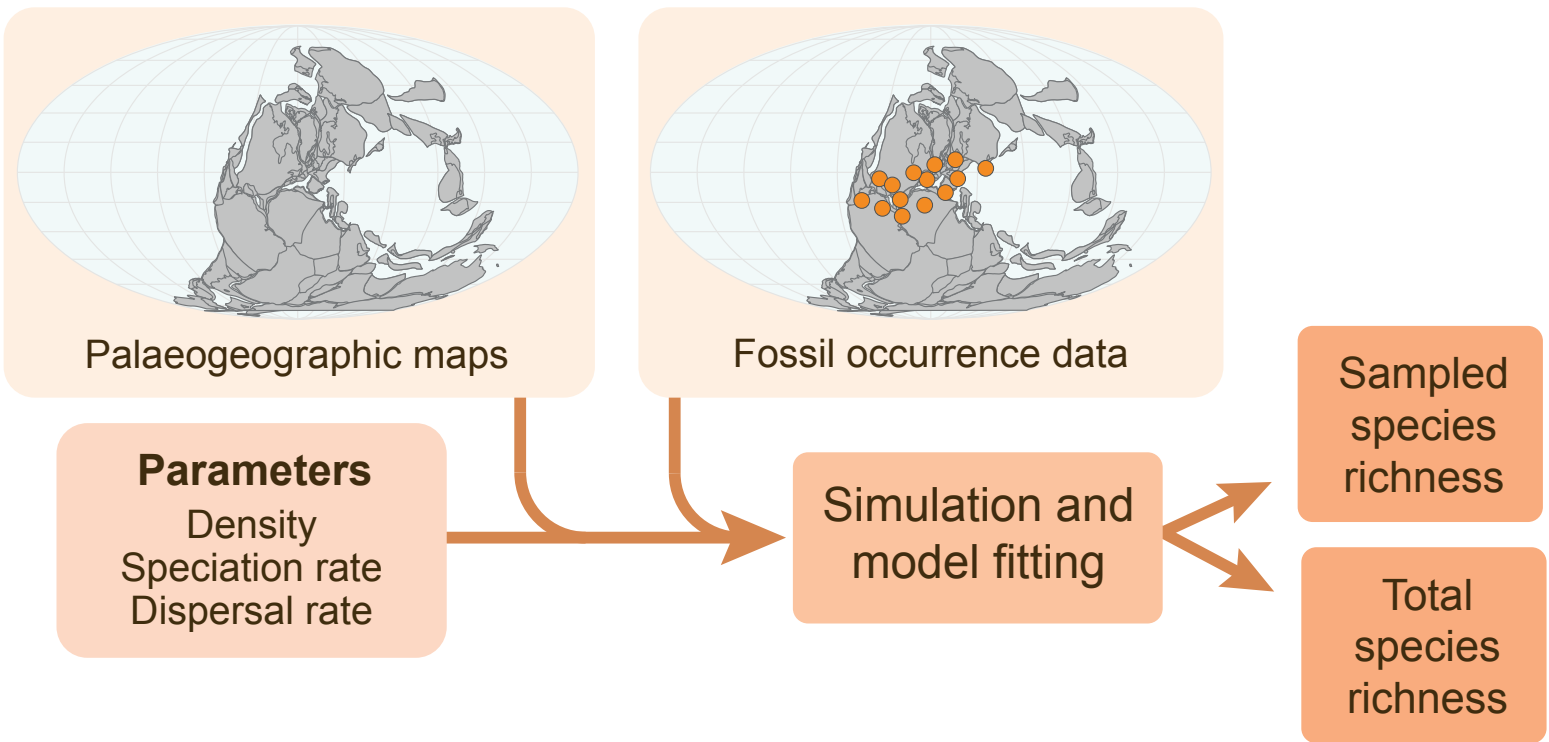 Palaeogeographic maps
Fossil occurrence data
Parameters
Density
Speciation rate
Dispersal rate
Simulation and
model fitting
Sampled
species
richness
Total
species
richness